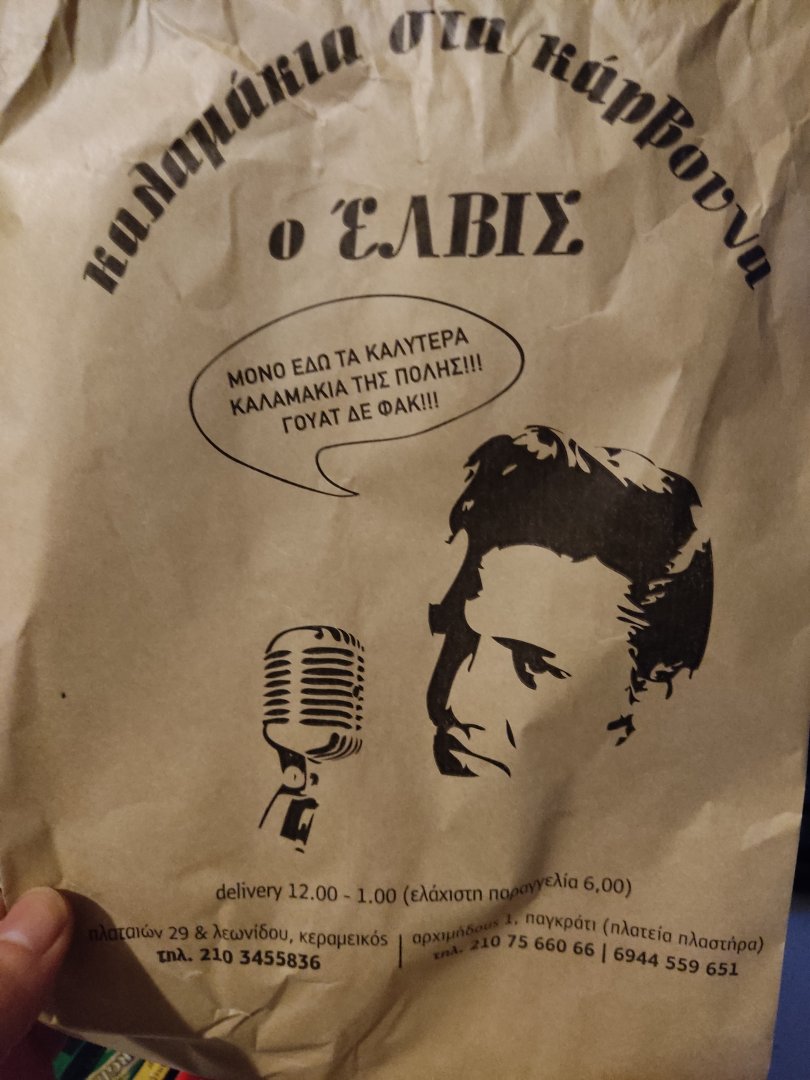 καλαμάκια στα κάρβουνα
ο ΈΛΒΙΣ
ΜΟΝΟ ΕΔΩ ΤΑ ΚΑΛΥΤΕΡΑ
ΚΑΛΑΜΑΚΙΑ ΤΗΣ ΠΟΛΗΣ!!!
ΓΟΥΑΤ ΔΕ ΦΑΚ!!!
delivery 12.00 - 1.00 (ελάχιστη παραγγελία 6,00)
πλαταιών 29 & λεωνίδου, κεραμεικός
τηλ. 210 3455836
αρχιμήδους 1, παγκράτι (πλατεία πλαστήρα)
τηλ. 210 75 660 66 | 6944 559 651